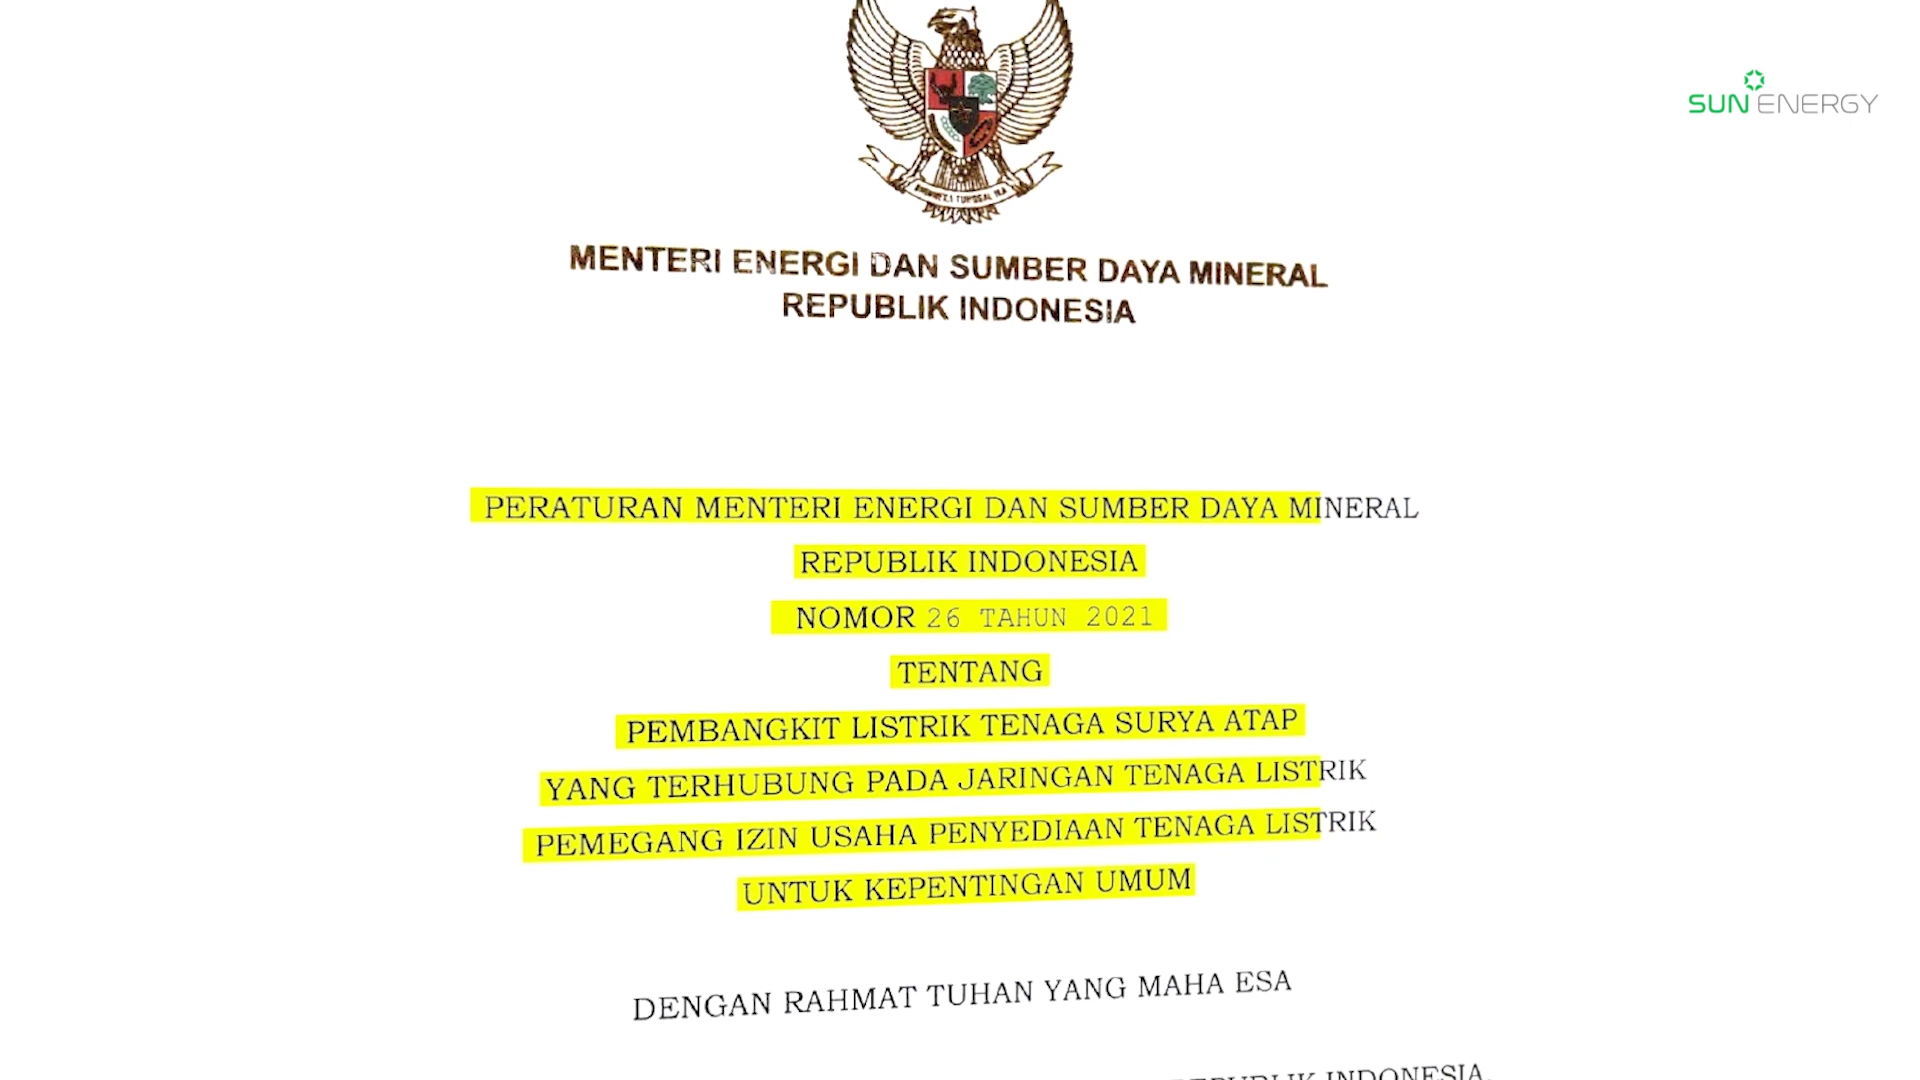 SUN ENERGY
MENTERI ENERGI DAN SUMBER DAYA MINERAL
REPUBLIK INDONESIA
PERATURAN MENTERI ENERGI DAN SUMBER DAYA MINERAL
REPUBLIK INDONESIA
NOMOR 26 TAHUN 2021
TENTANG
PEMBANGKIT LISTRIK TENAGA SURYA ATAP
YANG TERHUBUNG PADA JARINGAN TENAGA LISTRIK
PEMEGANG IZIN USAHA PENYEDIAAN TENAGA LISTRIK
UNTUK KEPENTINGAN UMUM
DENGAN RAHMAT TUHAN YANG MAHA ESA
REPUBLIK INDONESIA,